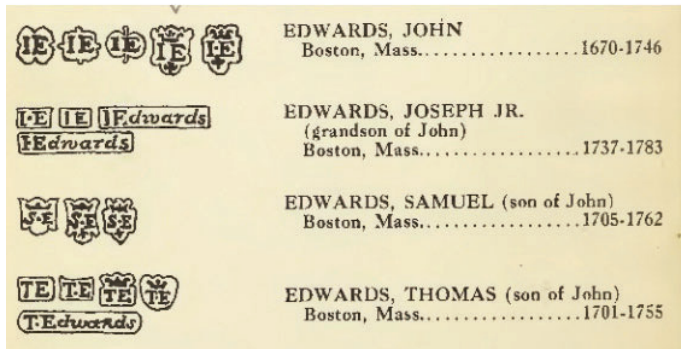 IE IE IE IE I·E
EDWARDS, JOHN
Boston, Mass..................1670-1746
I·E IE IEdwards
I·Edwards
EDWARDS, JOSEPH JR.
(grandson of John)
Boston, Mass..................1737-1783
S·E S·E S·E
EDWARDS, SAMUEL (son of John)
Boston, Mass..................1705-1762
TE T·E TE TE
T·Edwards
EDWARDS, THOMAS (son of John)
Boston, Mass..................1701-1755